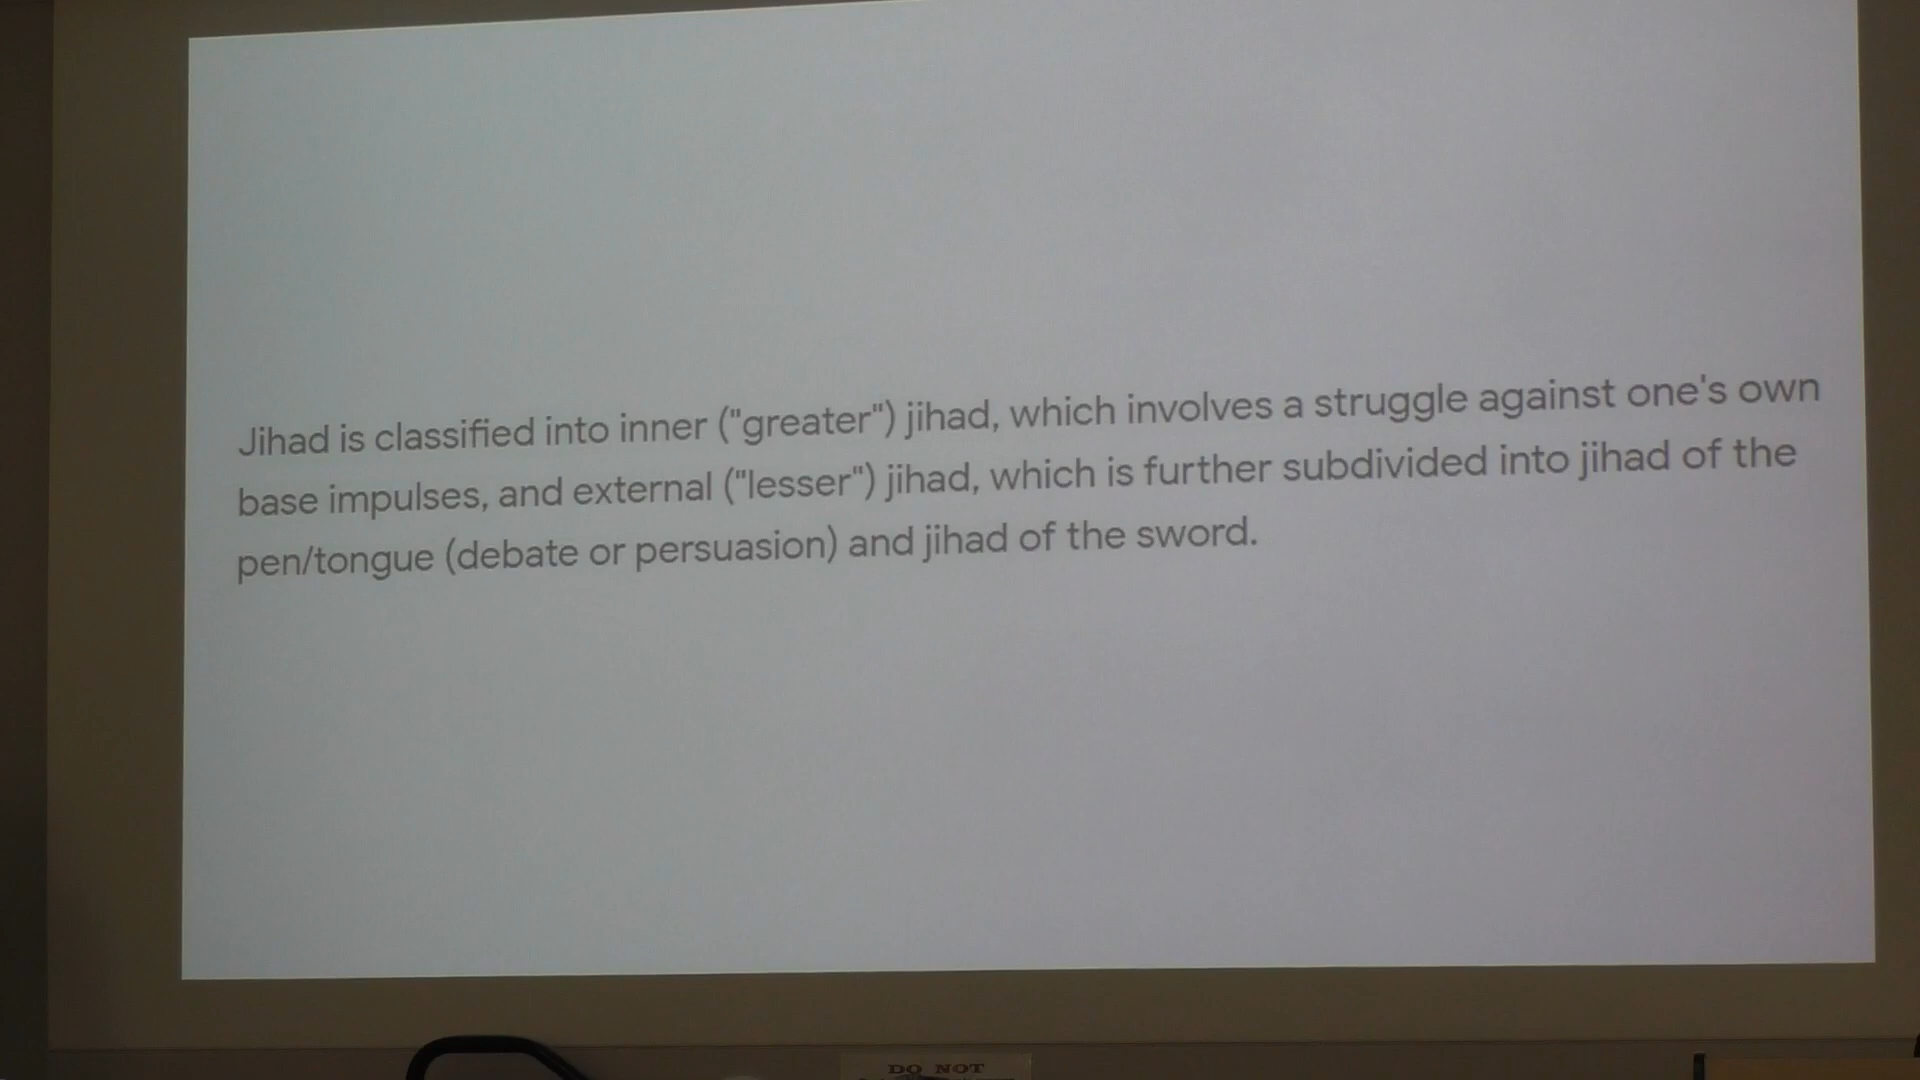 Jihad is classified into inner ("greater") jihad, which involves a struggle against one's own
base impulses, and external ("lesser") jihad, which is further subdivided into jihad of the
pen/tongue (debate or persuasion) and jihad of the sword.
DO NOT